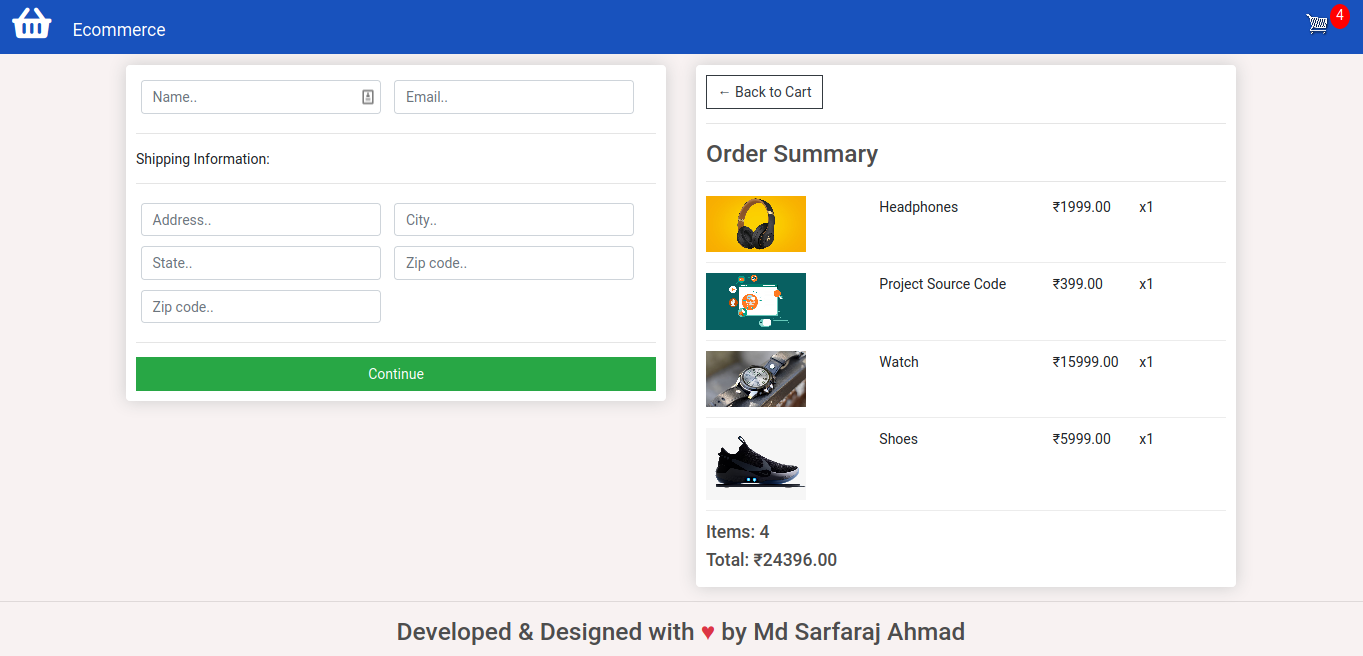 Ecommerce
4
Name..
Email..
Shipping Information:
Address..
City..
State..
Zip code..
Zip code..
Continue
← Back to Cart
Order Summary
Headphones ₹1999.00 x1
Project Source Code ₹399.00 x1
Watch ₹15999.00 x1
Shoes ₹5999.00 x1
Items: 4
Total: ₹24396.00
Developed & Designed with ♥ by Md Sarfaraj Ahmad